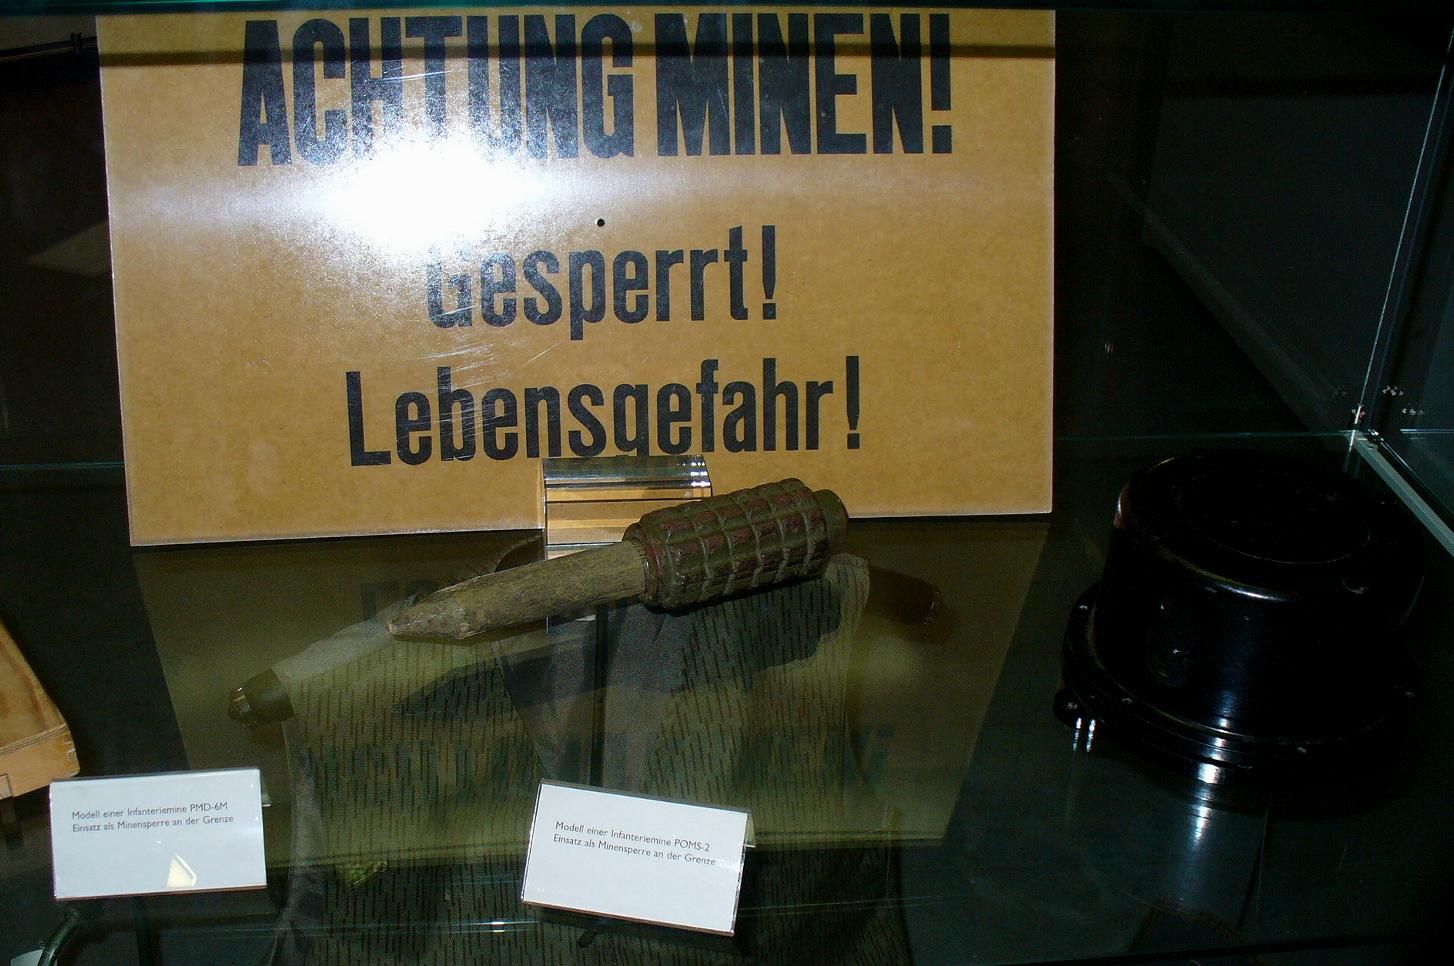 ACHTUNG MINEN!
Gesperrt!
Lebensgefahr!
Modell einer Infanteriemine PMD-6M
Einsatz als Minensperre an der Grenze
Modell einer Infanteriemine POMS-2
Einsatz als Minensperre an der Grenze